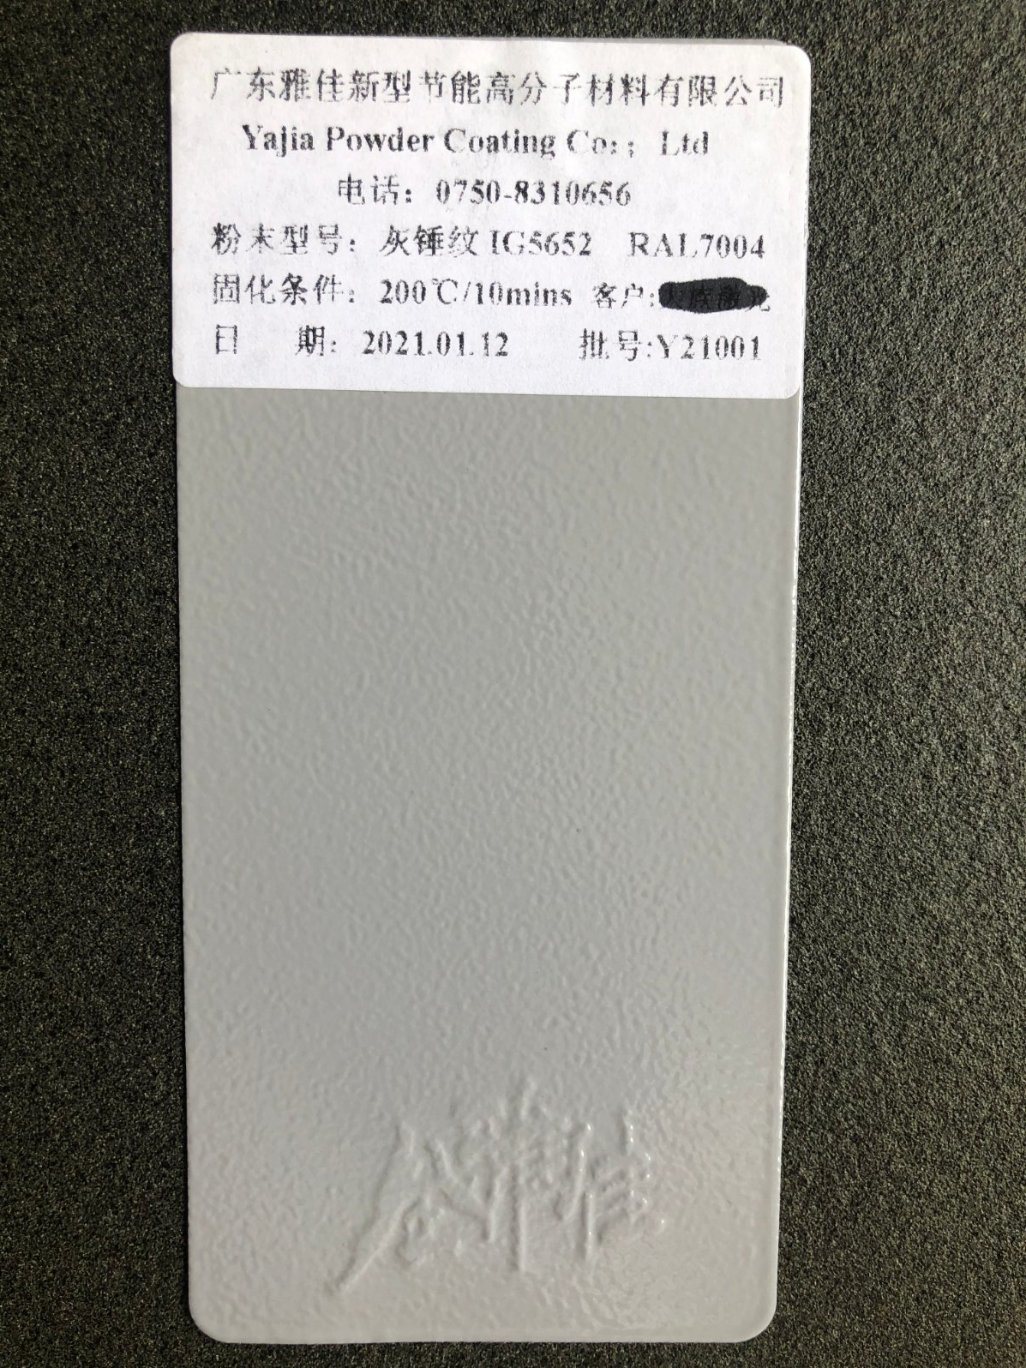 广东雅佳新型节能高分子材料有限公司
Yajia Powder Coating Co:; Ltd
电话：0750-8310656
粉末型号：灰锤纹 IG5652 RAL7004
固化条件：200℃/10mins 客户:
日 期：2021.01.12 批号:Y21001